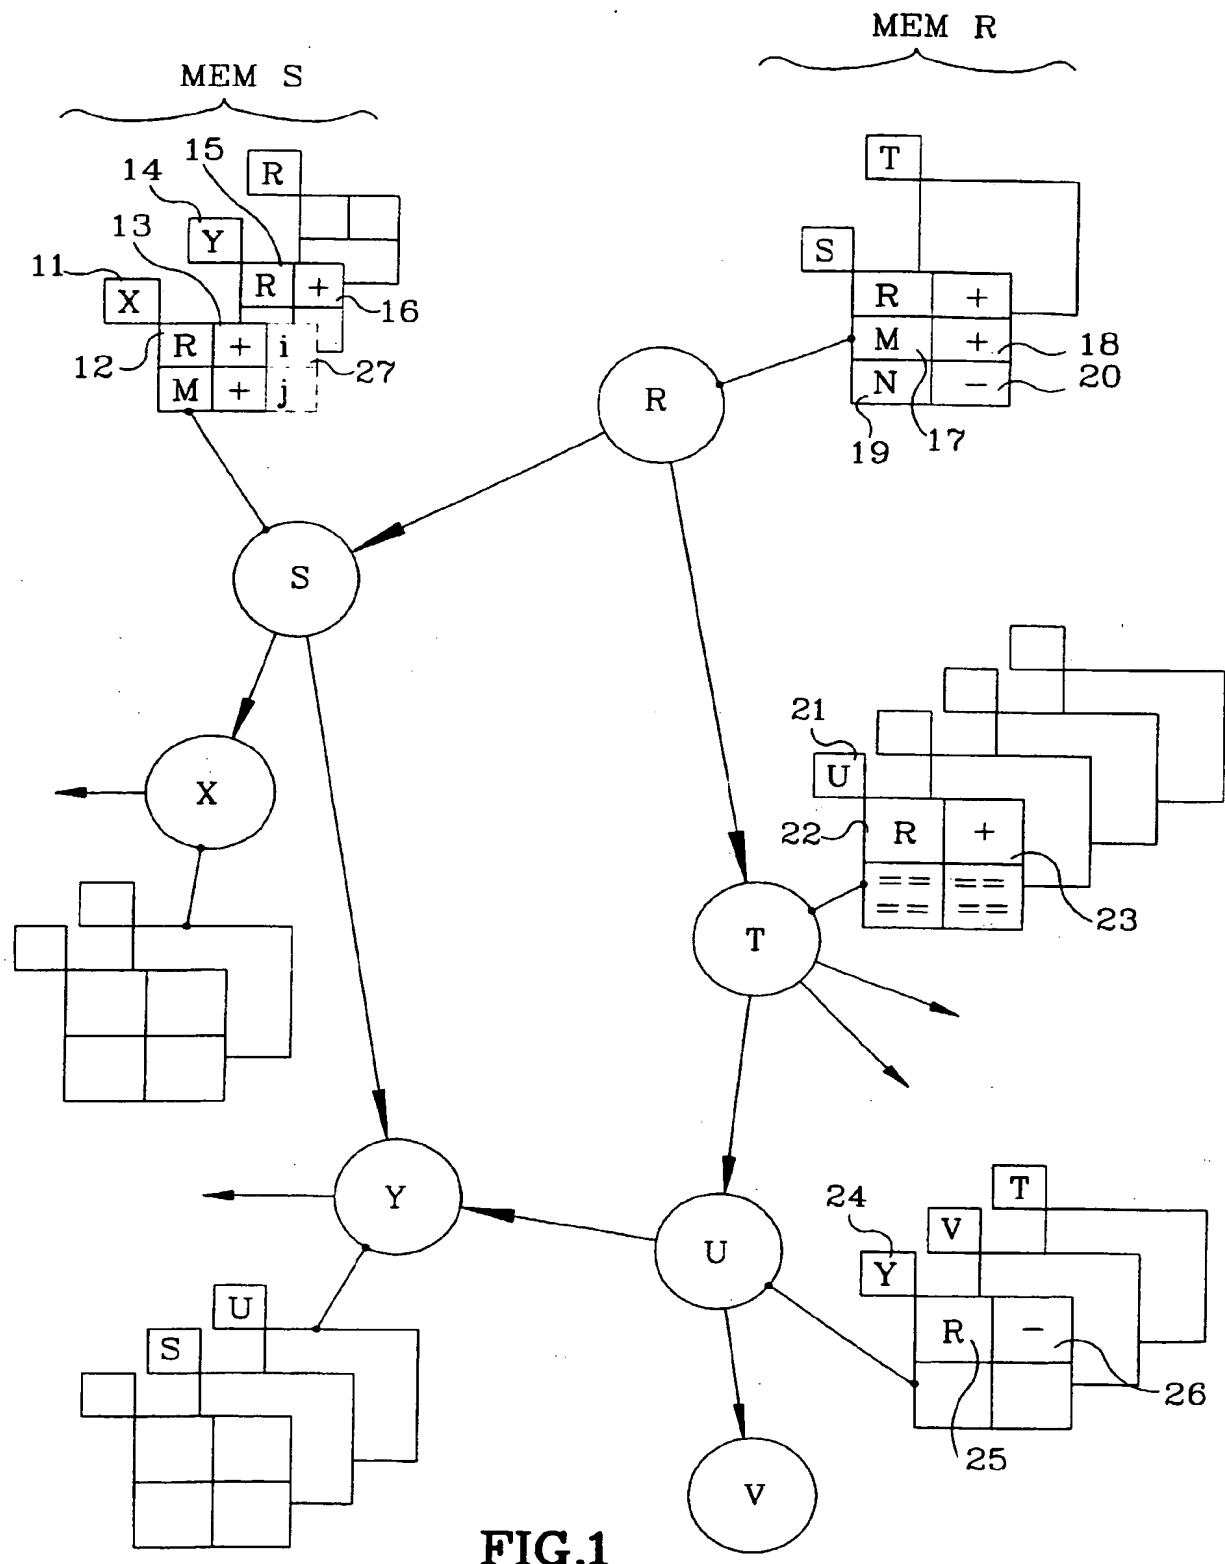 MEM R
MEM S
15
R
T
14
Y
13
S
11
X
R +
16
R +
R + i
12
27
M +
18
M + j
20
N -
R
19
17
S
21
U
X
22
R +
== ==
== ==
23
T
T
24
V
Y
Y
U
R -
U
26
S
25
V
FIG.1